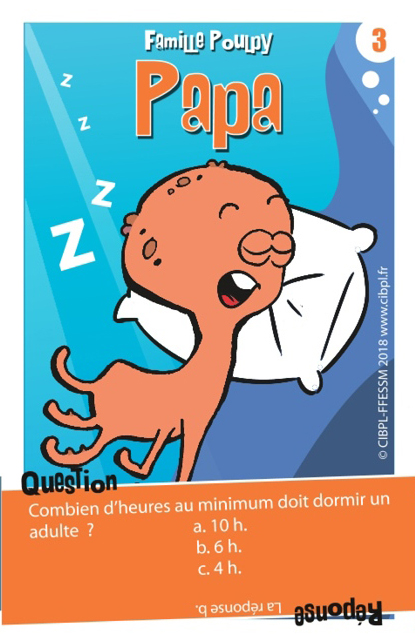 Famille Poulpy
3
Papa
z
z
z
z
© CIBPL-FFESSM 2018 www.cibpl.fr
Question
Combien d’heures au minimum doit dormir un
adulte ?
a. 10 h.
b. 6 h.
c. 4 h.
Réponse
La réponse b.